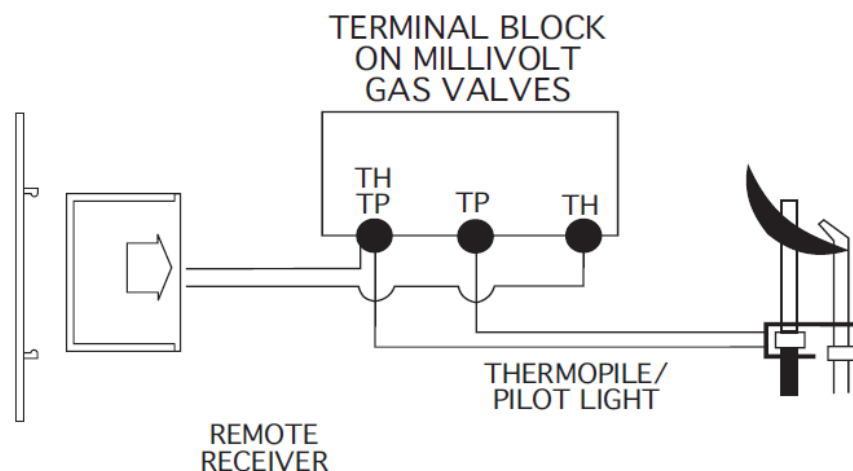 TERMINAL BLOCK
ON MILLIVOLT
GAS VALVES
TH
TP
TP
TH
THERMOPILE/
PILOT LIGHT
REMOTE
RECEIVER